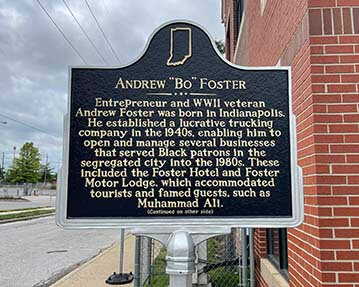 Andrew "Bo" Foster
Entrepreneur and WWII veteran
Andrew Foster was born in Indianapolis.
He established a lucrative trucking
company in the 1940s, enabling him to
open and manage several businesses
that served Black patrons in the
segregated city into the 1980s. These
included the Foster Hotel and Foster
Motor Lodge, which accommodated
tourists and famed guests, such as
Muhammad Ali.
(Continued on other side)